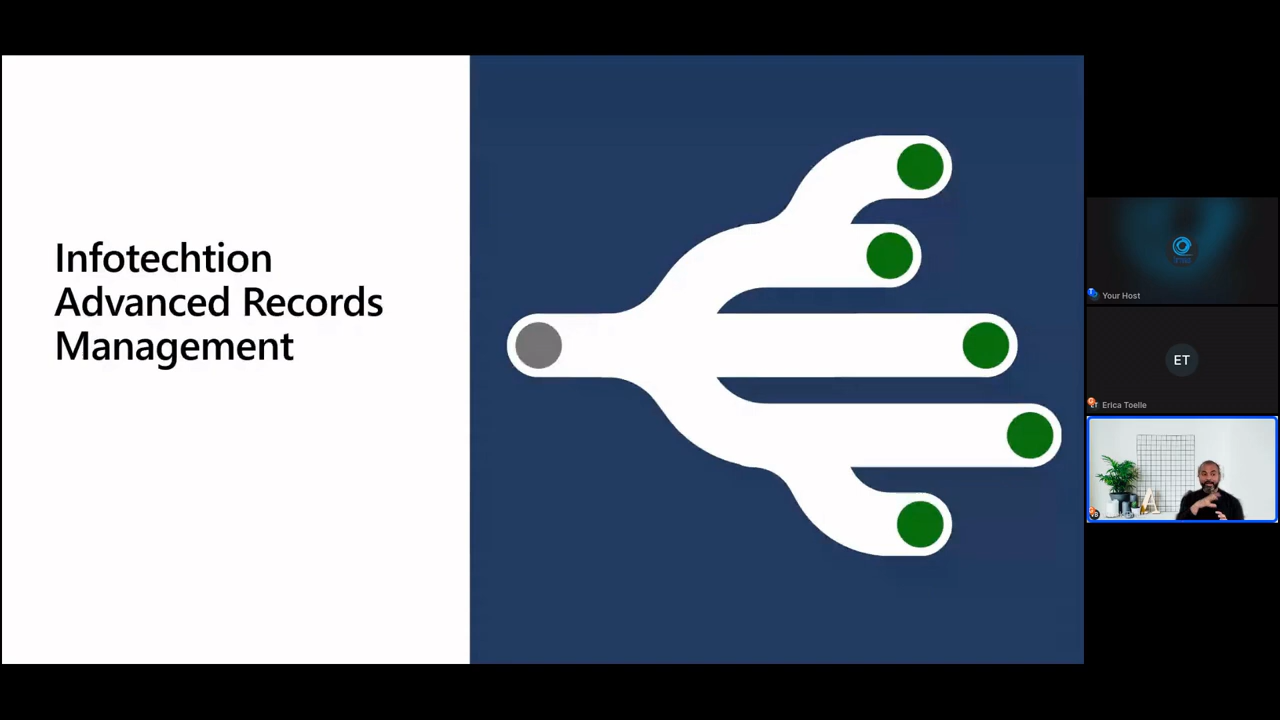 Infotechtion
Advanced Records
Management
Your Host
ET
Erica Toelle